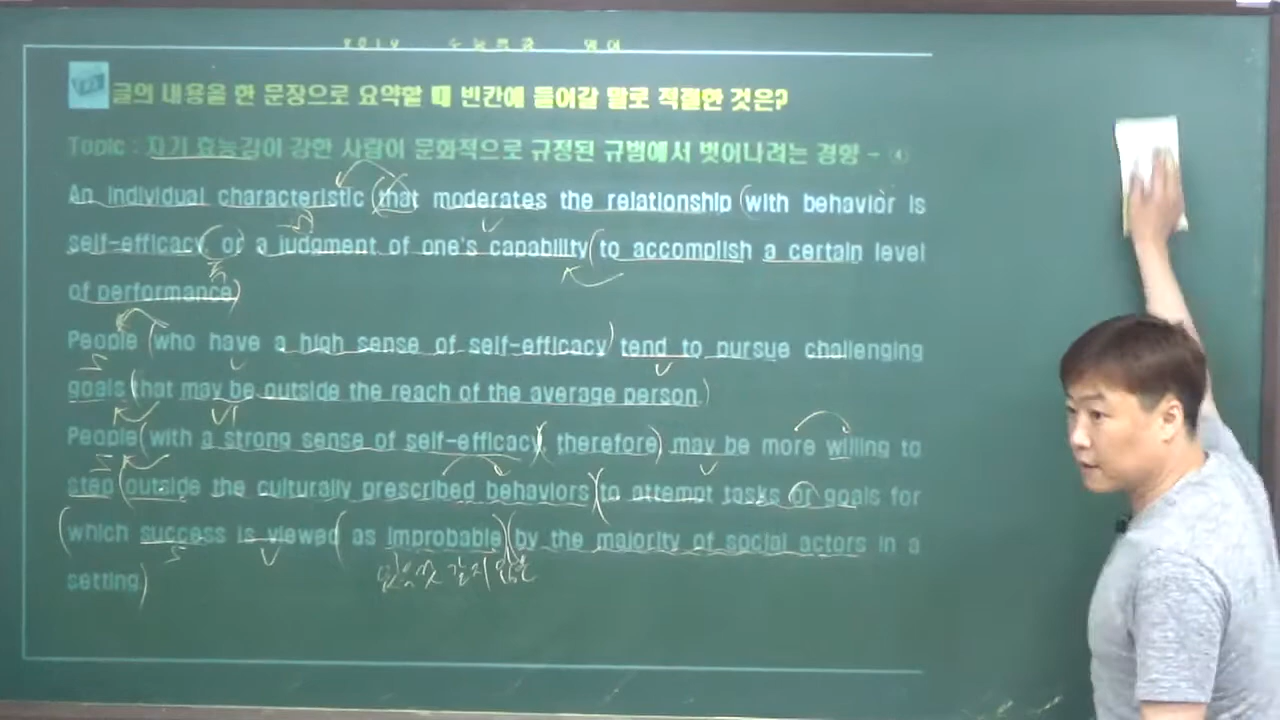 글의 내용을 한 문장으로 요약할 때 빈칸에 들어갈 말로 적절한 것은?
Topic : 자기 효능감이 강한 사람이 문화적으로 규정된 규범에서 벗어나려는 경향 - ④
An individual characteristic (that moderates the relationship (with behavior is
self-efficacy, or a judgment of one's capability (to accomplish a certain level
of performance)
People (who have a high sense of self-efficacy) tend to pursue challenging
goals (that may be outside the reach of the average person.)
People (with a strong sense of self-efficacy), therefore) may be more willing to
step (outside the culturally prescribed behaviors) (to attempt tasks or goals for
(which success is viewed (as improbable) (by the majority of social actors in a
setting)